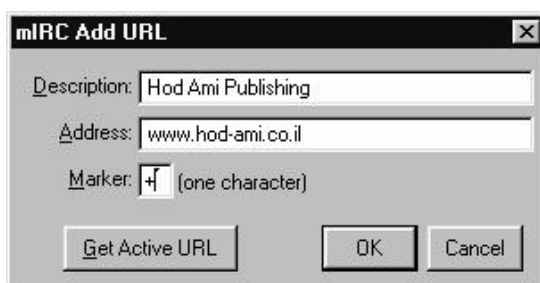 mIRC Add URL
Description: Hod Ami Publishing
Address: www.hod-ami.co.il
Marker: + (one character)
Get Active URL OK Cancel